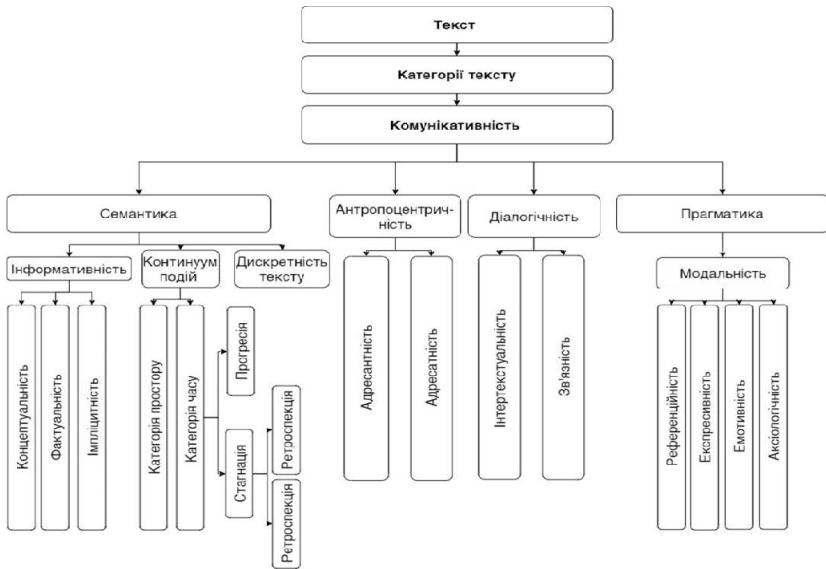 Текст
Категорії тексту
Комунікативність
Семантика
Антропоцентрич-
ність
Діалогічність
Прагматика
Інформативність
Континуум
подій
Дискретність
тексту
Модальність
Концептуальність
Фактуальність
Імпліцитність
Категорія простору
Категорія часу
Прогресія
Стагнація
Ретроспекція
Ретроспекція
Адресантність
Адресатність
Інтертекстуальність
Зв'язність
Референційність
Експресивність
Емотивність
Аксіологічність